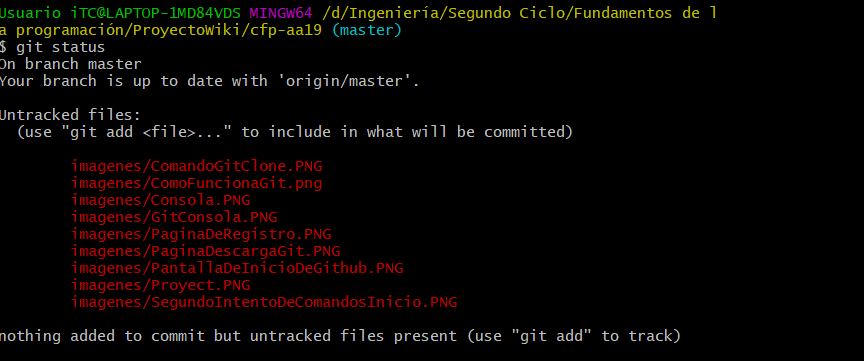 Usuario iTC@LAPTOP-1MD84VDS MINGW64 /d/Ingeniería/Segundo Ciclo/Fundamentos de l
a programación/ProyectoWiki/cfp-aa19 (master)
$ git status
On branch master
Your branch is up to date with 'origin/master'.
Untracked files:
(use "git add <file>..." to include in what will be committed)
imagenes/ComandoGitClone.PNG
imagenes/ComoFuncionaGit.png
imagenes/Consola.PNG
imagenes/GitConsola.PNG
imagenes/PaginaDeRegistro.PNG
imagenes/PaginaDescargaGit.PNG
imagenes/PantallaDeInicioDeGithub.PNG
imagenes/Proyect.PNG
imagenes/SegundoIntentoDeComandosInicio.PNG
nothing added to commit but untracked files present (use "git add" to track)